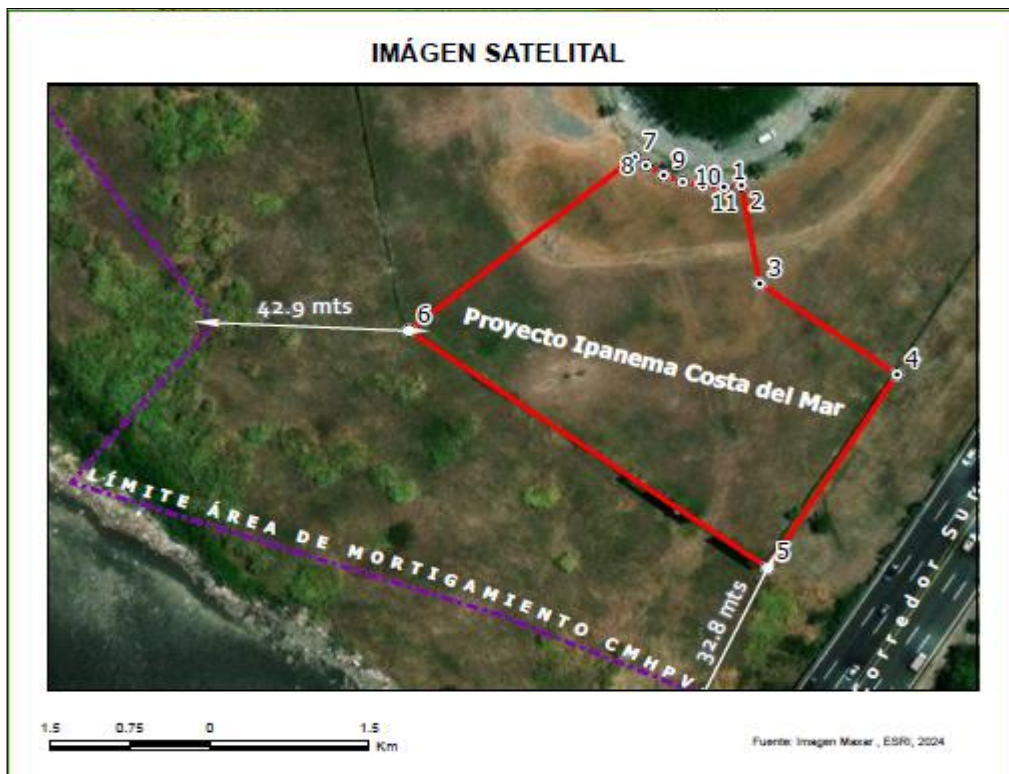 IMÁGEN SATELITAL
7
8
9
10
1
11
2
3
42.9 mts
6
Proyecto Ipanema Costa del Mar
4
LÍMITE ÁREA DE MORTIGAMIENTO CMHPV
5
32.8 mts
Corredor Sur
1.5 0.75 0 1.5
Km
Fuente: Imagen Maxar , ESRI, 2024